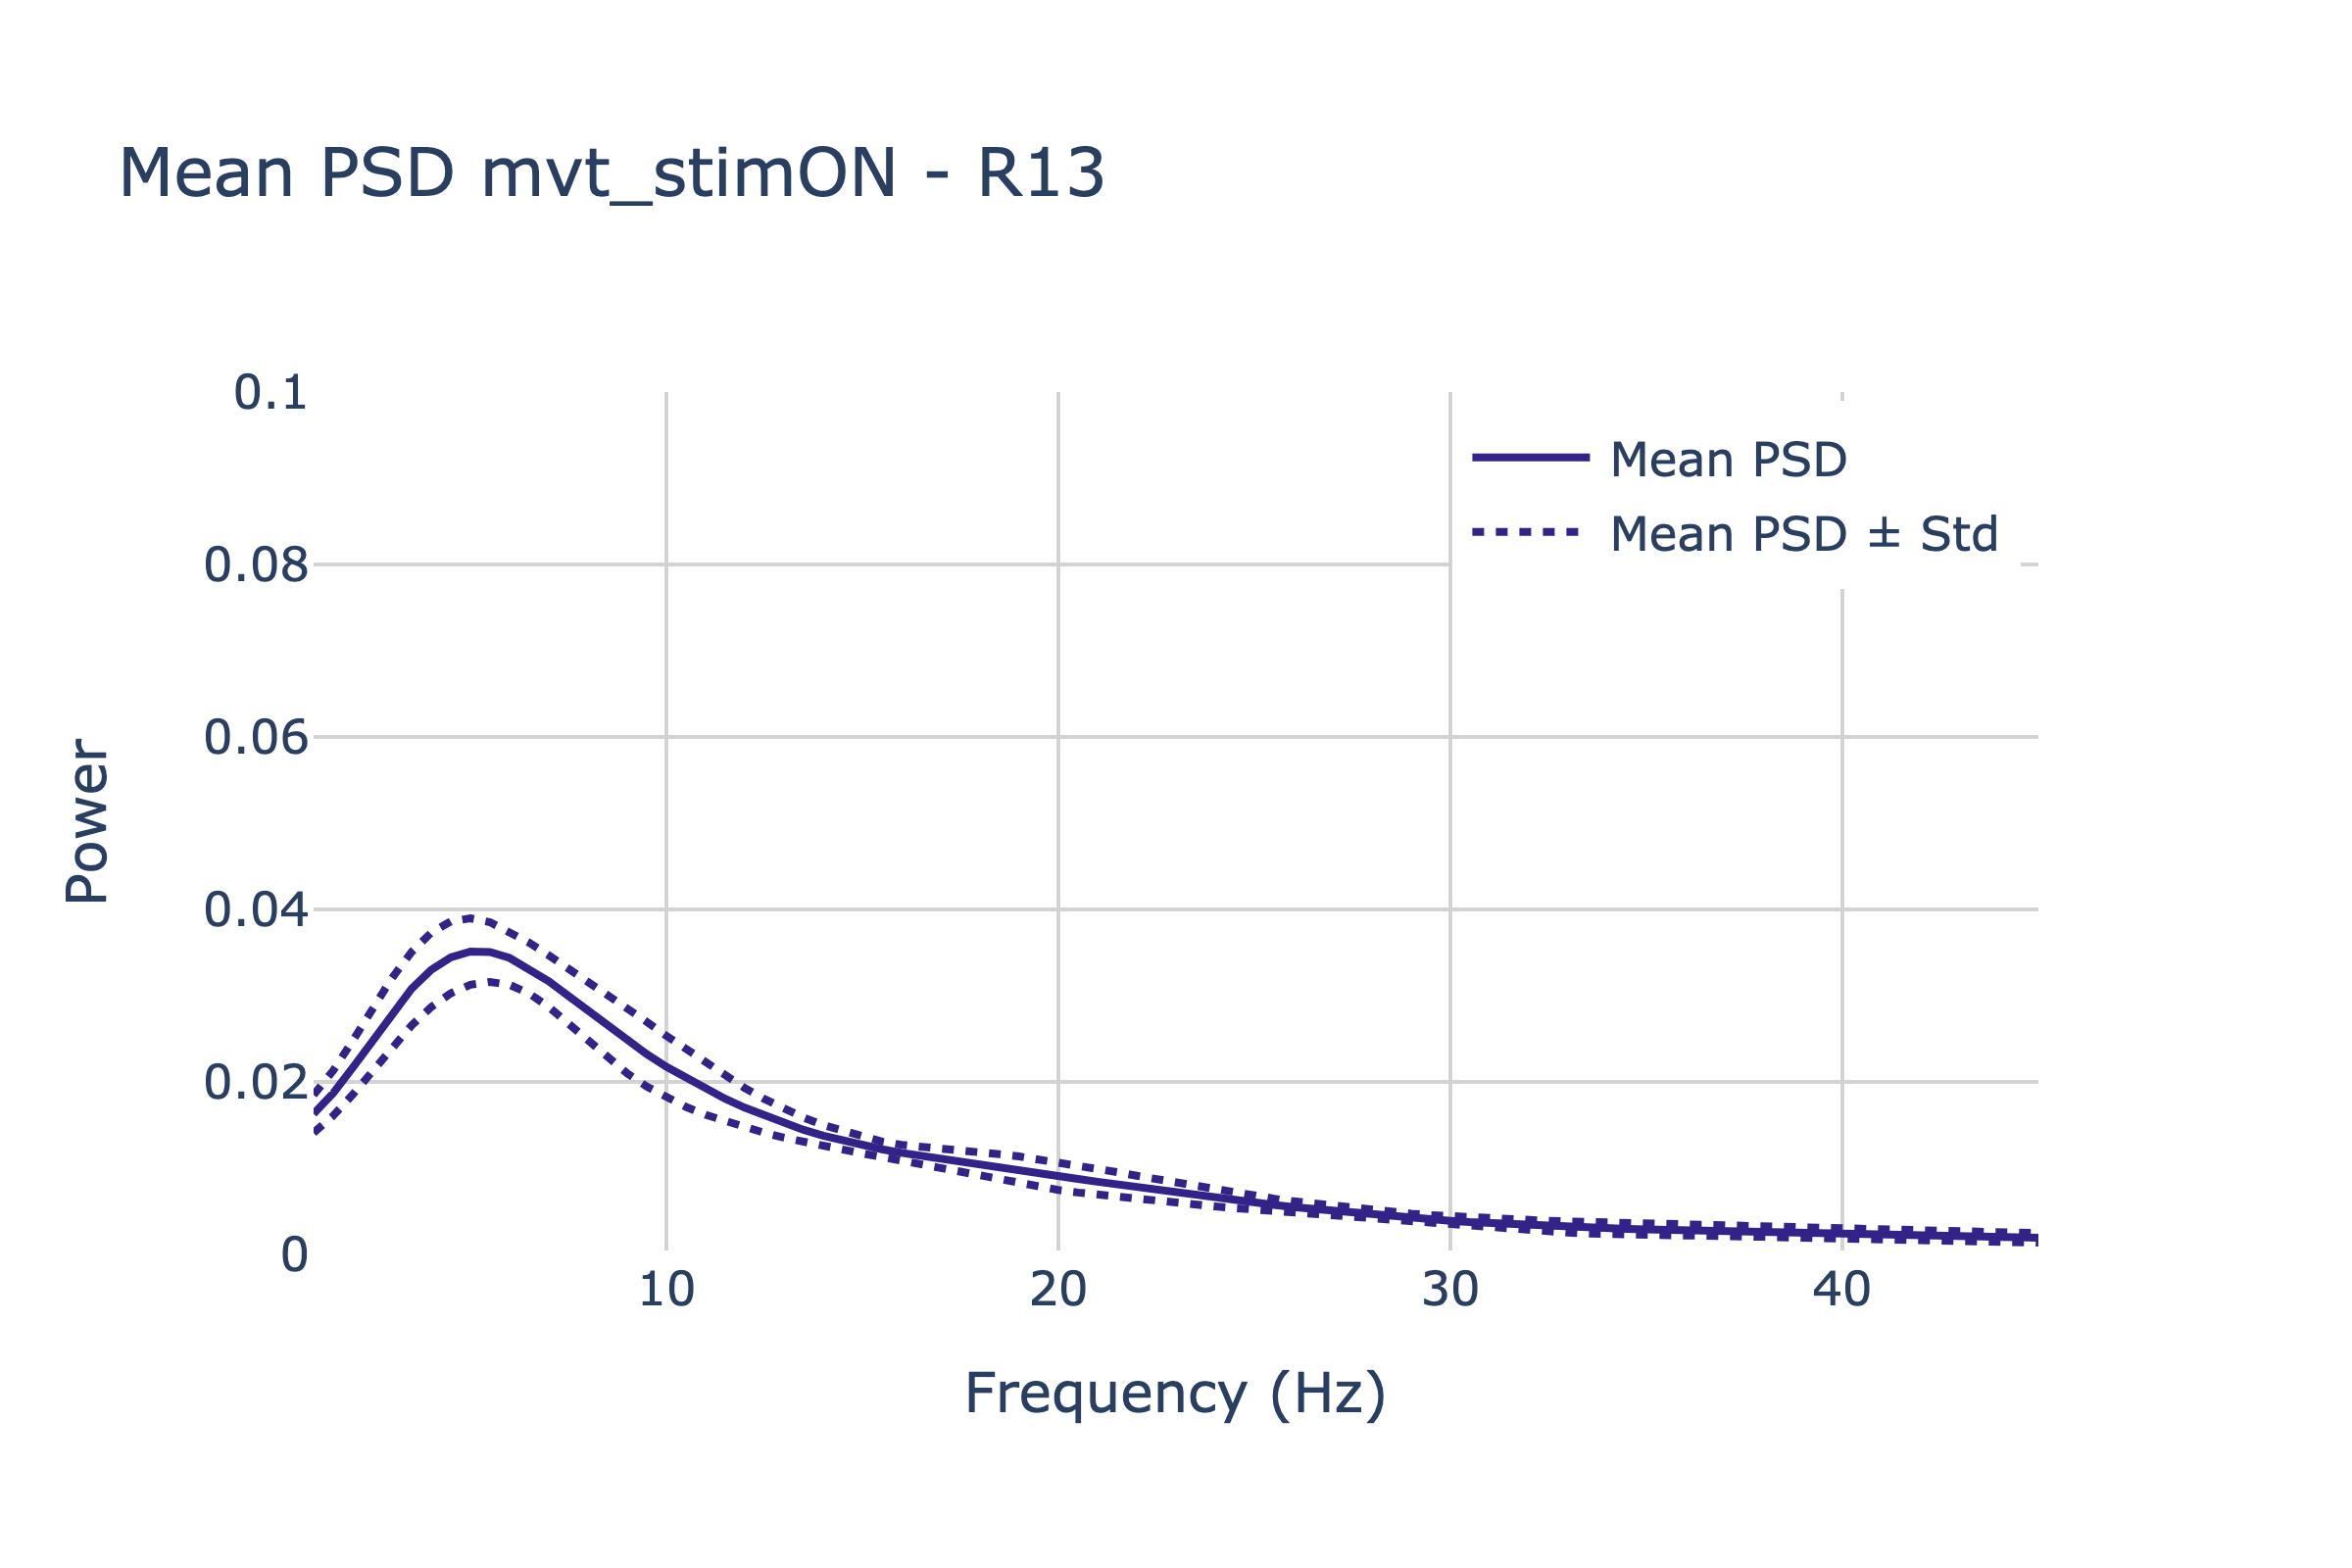 Mean PSD mvt_stimON - R13
0.1
Mean PSD
Mean PSD ± Std
0.08
0.06
Power
0.04
0.02
0
10 20 30 40
Frequency (Hz)